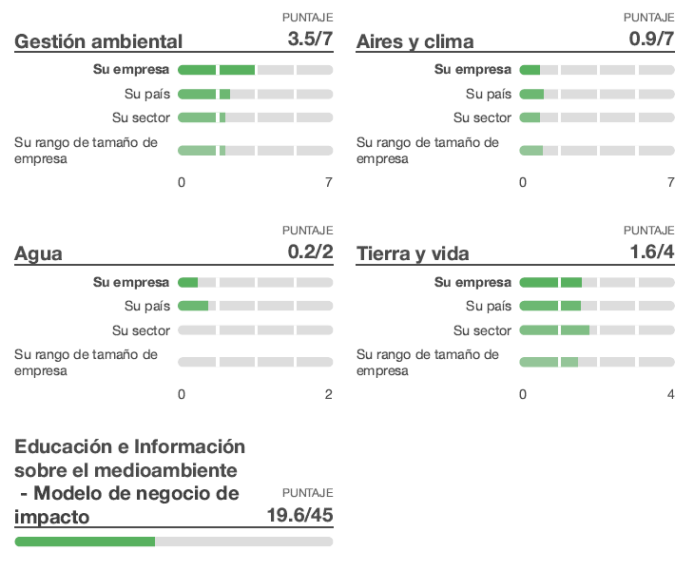 PUNTAJE
Gestión ambiental 3.5/7
Su empresa
Su país
Su sector
Su rango de tamaño de
empresa
0 7
PUNTAJE
Aires y clima 0.9/7
Su empresa
Su país
Su sector
Su rango de tamaño de
empresa
0 7
PUNTAJE
Agua 0.2/2
Su empresa
Su país
Su sector
Su rango de tamaño de
empresa
0 2
PUNTAJE
Tierra y vida 1.6/4
Su empresa
Su país
Su sector
Su rango de tamaño de
empresa
0 4
Educación e Información
sobre el medioambiente
- Modelo de negocio de PUNTAJE
impacto 19.6/45